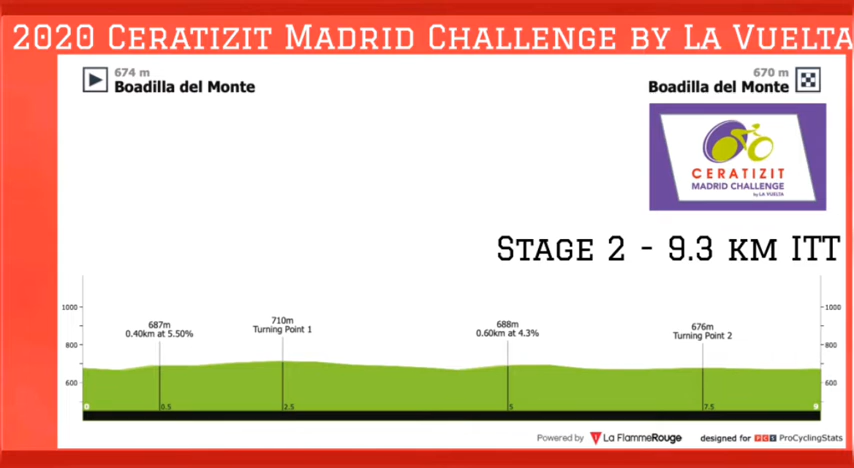 2020 Ceratizit Madrid Challenge by La Vuelta
674 m
Boadilla del Monte
670 m
Boadilla del Monte
CERATIZIT
MADRID CHALLENGE
by LA VUELTA
Stage 2 - 9.3 km ITT
1000
800
600
687m
0.40km at 5.50%
710m
Turning Point 1
688m
0.60km at 4.3%
676m
Turning Point 2
1000
800
600
0
0.5
2.5
5
7.5
9
Powered by La FlammeRouge designed for PCS ProCyclingStats